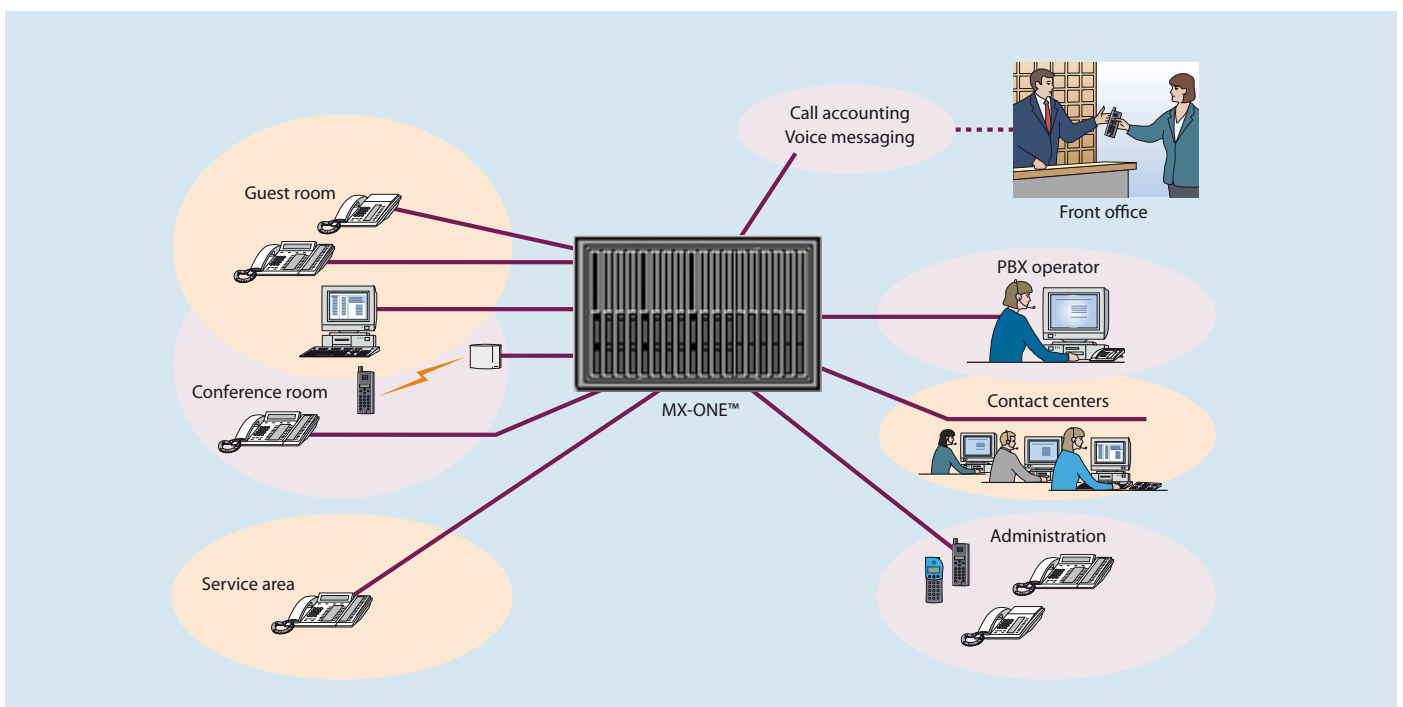 Call accounting
Voice messaging
Guest room
Front office
PBX operator
Conference room
MX-ONE™
Contact centers
Administration
Service area